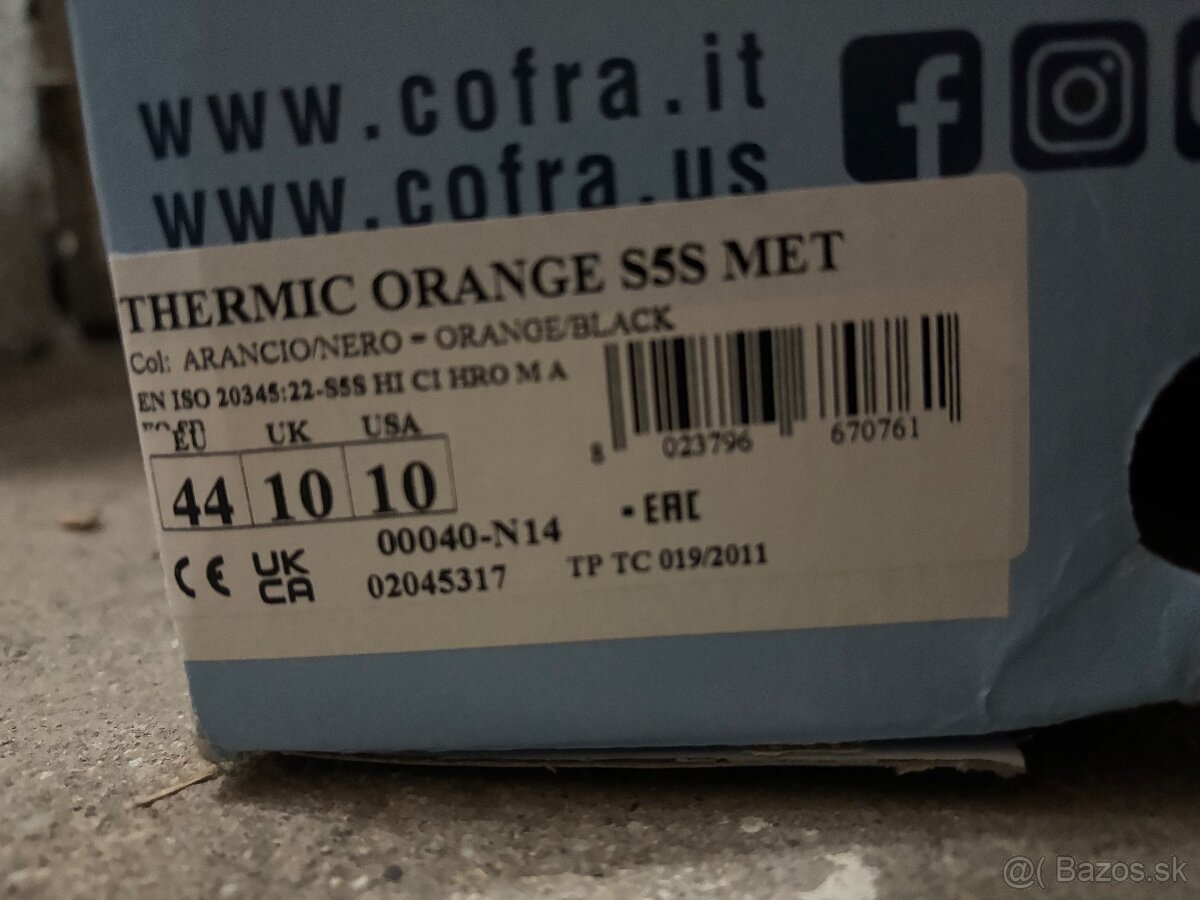 www.cofra.it
www.cofra.us
THERMIC ORANGE S5S MET
Col: ARANCIO/NERO - ORANGE/BLACK
EN ISO 20345:22-S5S HI CI HRO M A
EU UK USA
44 10 10
8 023796 670761
00040-N14
EAC
02045317
TP TC 019/2011
CE UK CA
@( Bazos.sk